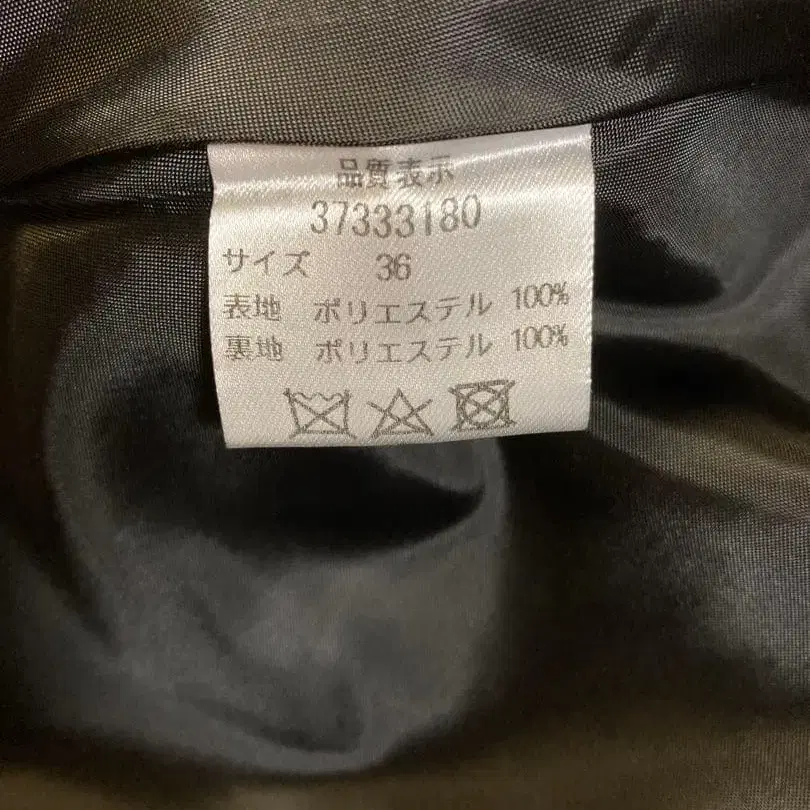 品質表示
37333180
サイズ 36
表地 ポリエステル 100%
裏地 ポリエステル 100%